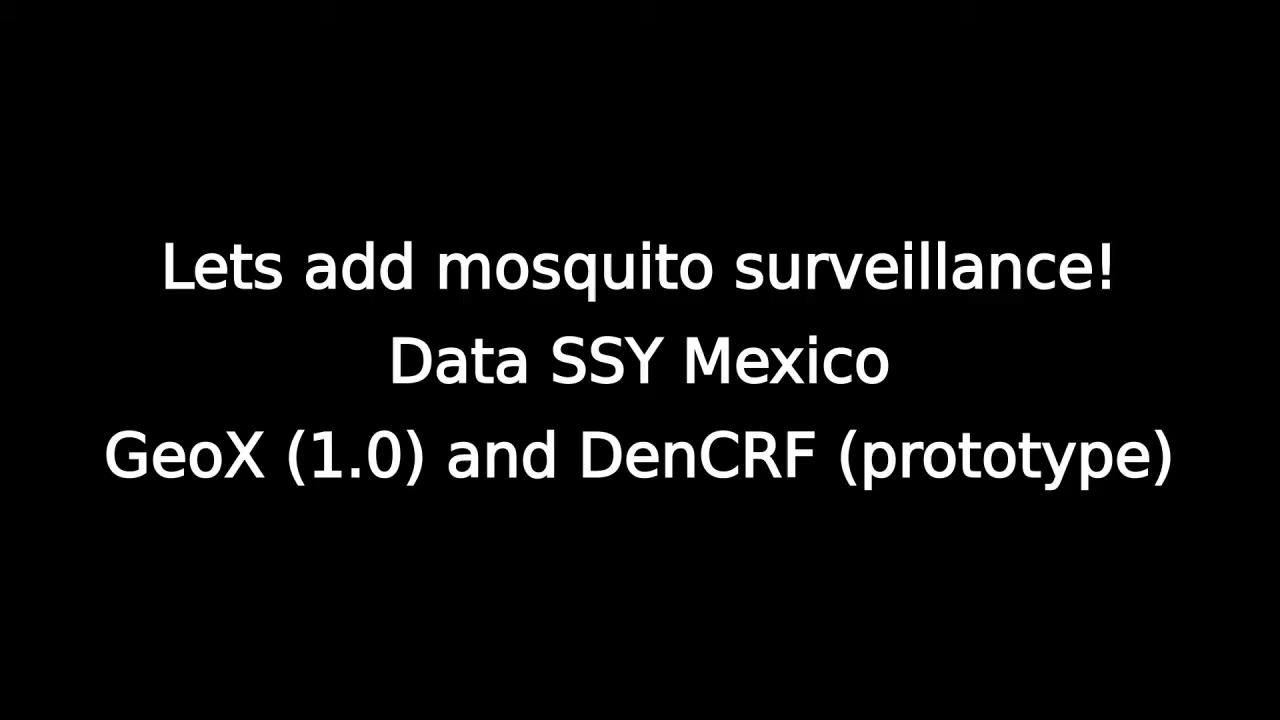 Lets add mosquito surveillance!
Data SSY Mexico
GeoX (1.0) and DenCRF (prototype)